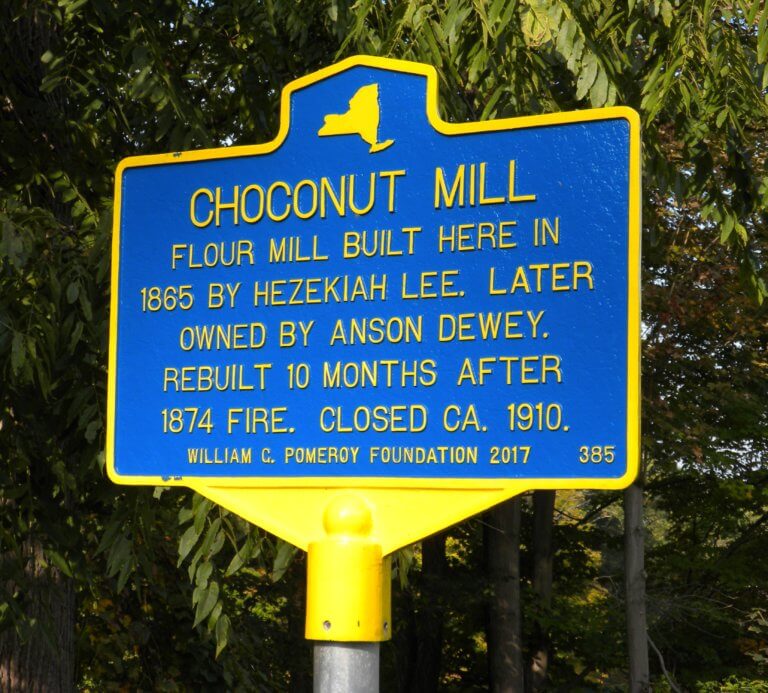 CHOCONUT MILL
FLOUR MILL BUILT HERE IN
1865 BY HEZEKIAH LEE. LATER
OWNED BY ANSON DEWEY.
REBUILT 10 MONTHS AFTER
1874 FIRE. CLOSED CA. 1910.
WILLIAM G. POMEROY FOUNDATION 2017 385